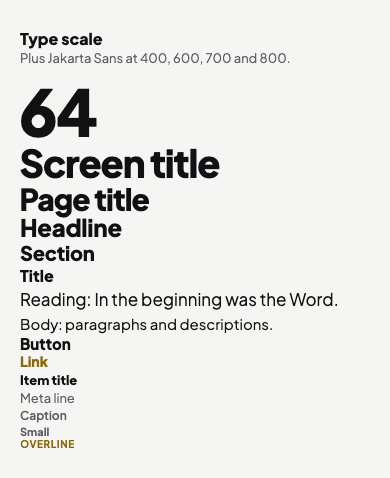 Type scale
Plus Jakarta Sans at 400, 600, 700 and 800.
64
Screen title
Page title
Headline
Section
Title
Reading: In the beginning was the Word.
Body: paragraphs and descriptions.
Button
Link
Item title
Meta line
Caption
Small
OVERLINE